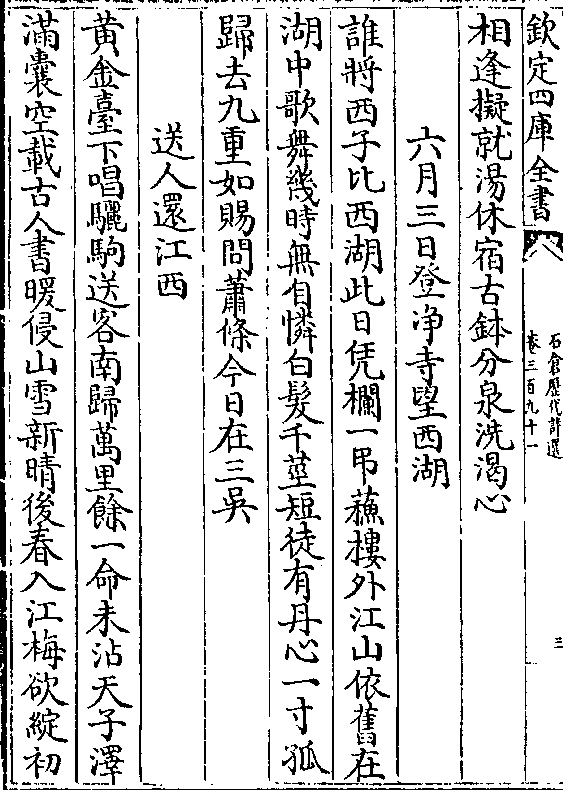 欽定四庫全書
石倉歷代詩選
卷三百九十一
三
相逢擬就湯休宿古鉢分泉洗渴心
六月三日登净寺望西湖
誰將西子比西湖此日凭欄一弔蘓樓外江山依舊在
湖中歌舞幾時無自憐白髮千莖短徒有丹心一寸孤
歸去九重如賜問蕭條今日在三吳
送人還江西
黄金臺下唱驪駒送客南歸萬里餘一命未沾天子澤
滿囊空載古人書暖侵山雪新晴後春入江梅欲綻初